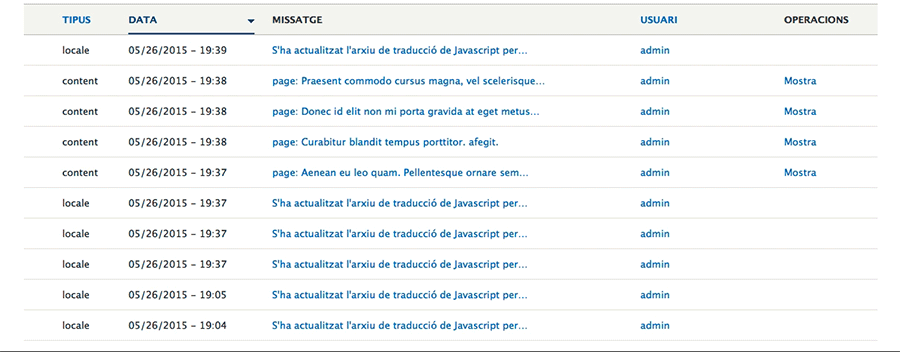 TIPUS DATA MISSATGE USUARI OPERACIONS
locale 05/26/2015 – 19:39 S'ha actualitzat l'arxiu de traducció de Javascript per... admin
content 05/26/2015 – 19:38 page: Praesent commodo cursus magna, vel scelerisque... admin Mostra
content 05/26/2015 – 19:38 page: Donec id elit non mi porta gravida at eget metus... admin Mostra
content 05/26/2015 – 19:38 page: Curabitur blandit tempus porttitor. afegit. admin Mostra
content 05/26/2015 – 19:37 page: Aenean eu leo quam. Pellentesque ornare sem... admin Mostra
locale 05/26/2015 – 19:37 S'ha actualitzat l'arxiu de traducció de Javascript per... admin
locale 05/26/2015 – 19:37 S'ha actualitzat l'arxiu de traducció de Javascript per... admin
locale 05/26/2015 – 19:37 S'ha actualitzat l'arxiu de traducció de Javascript per... admin
locale 05/26/2015 – 19:05 S'ha actualitzat l'arxiu de traducció de Javascript per... admin
locale 05/26/2015 – 19:04 S'ha actualitzat l'arxiu de traducció de Javascript per... admin